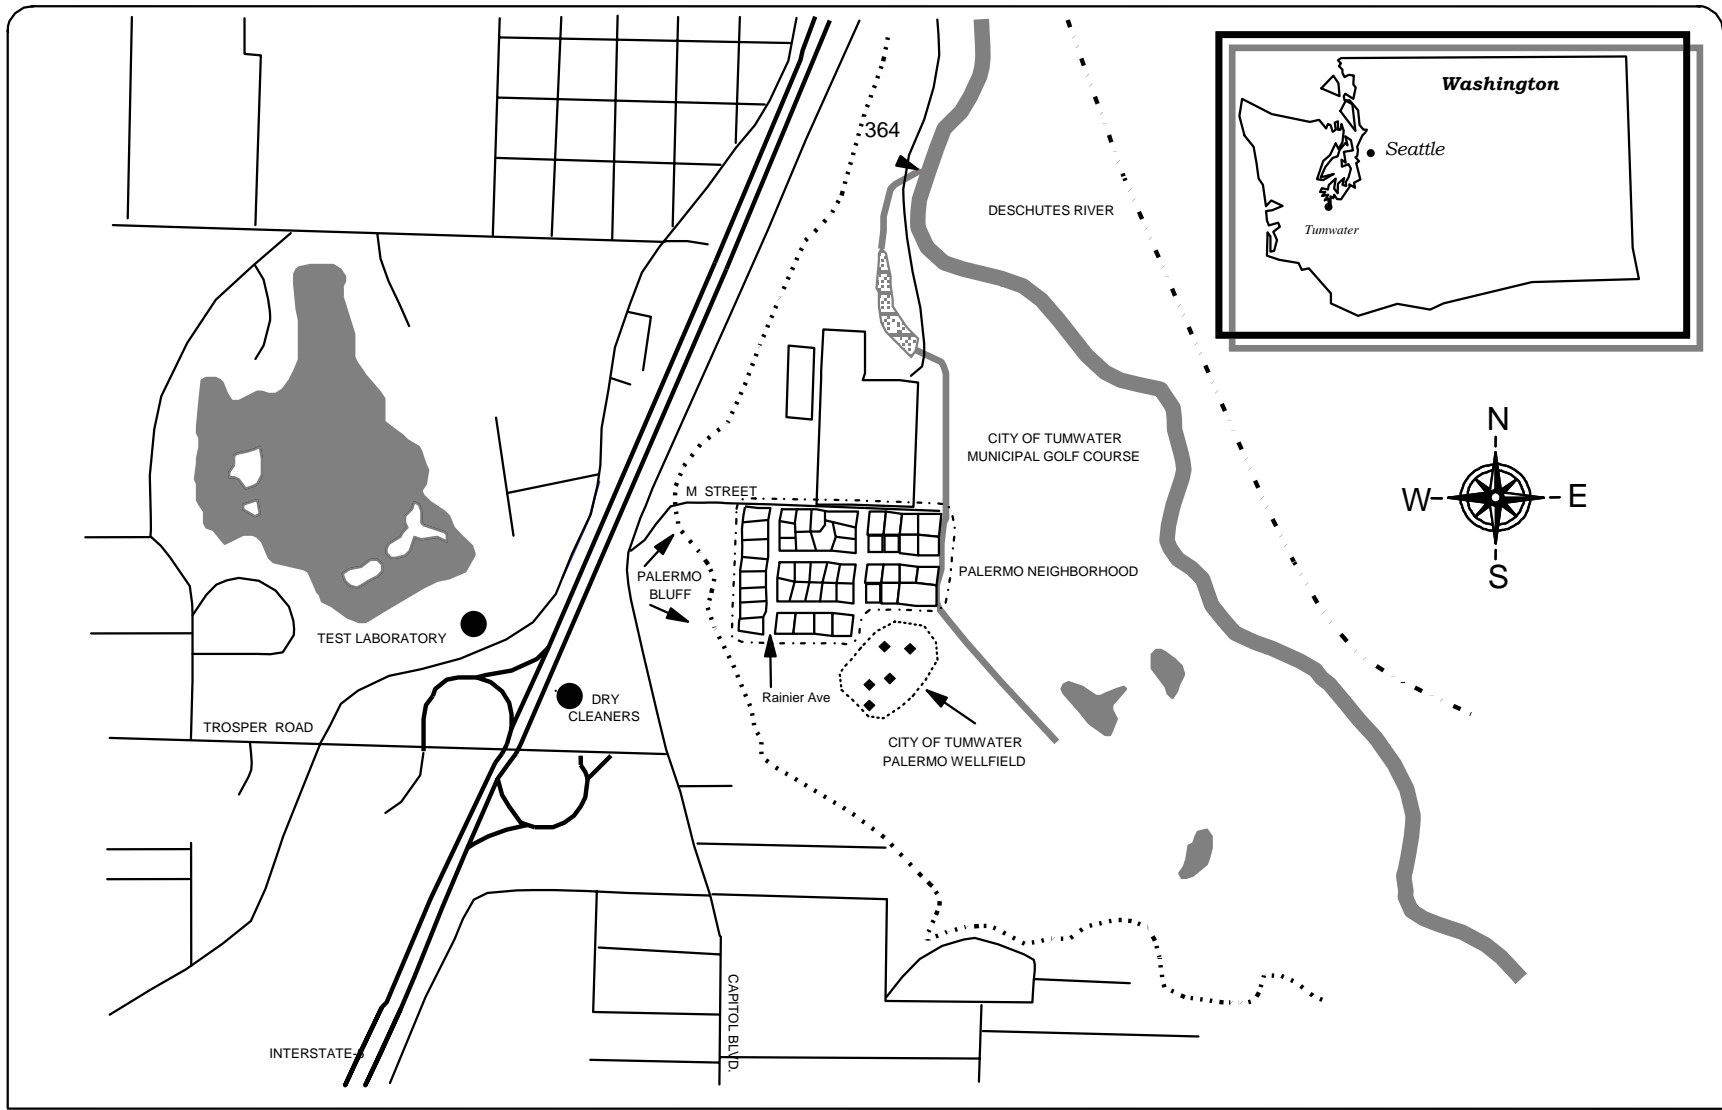 Washington
364
Seattle
DESCHUTES RIVER
Tumwater
N
CITY OF TUMWATER
MUNICIPAL GOLF COURSE
W
E
M STREET
S
PALERMO
BLUFF
PALERMO NEIGHBORHOOD
TEST LABORATORY
Rainier Ave
DRY
CLEANERS
TROSPER ROAD
CITY OF TUMWATER
PALERMO WELLFIELD
CAPITOL BLVD.
INTERSTATE-